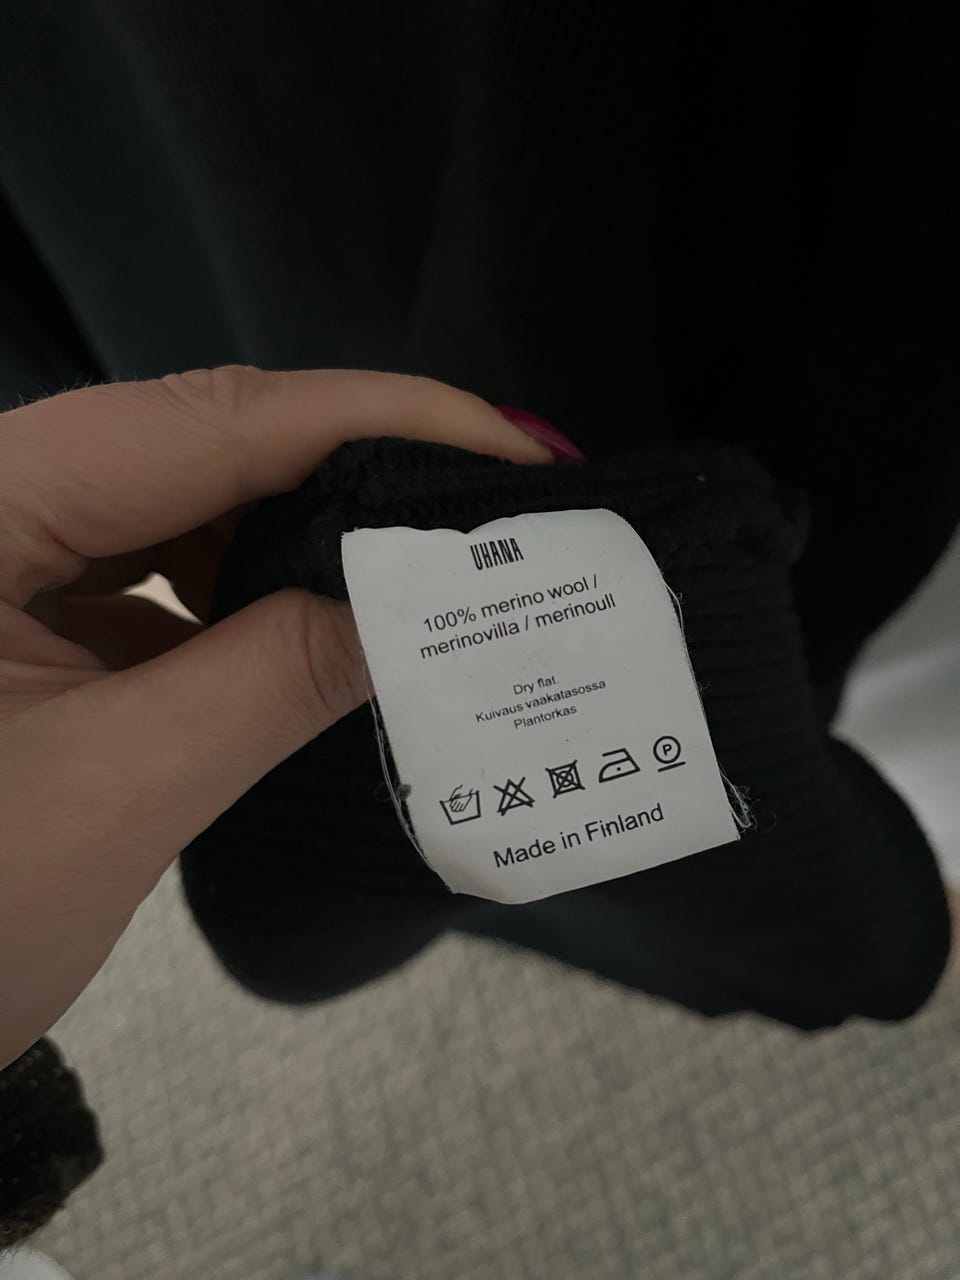 UHANA
100% merino wool /
merinovilla / merinoull
Dry flat.
Kuivaus vaakatasossa
Plantorkas
P
Made in Finland